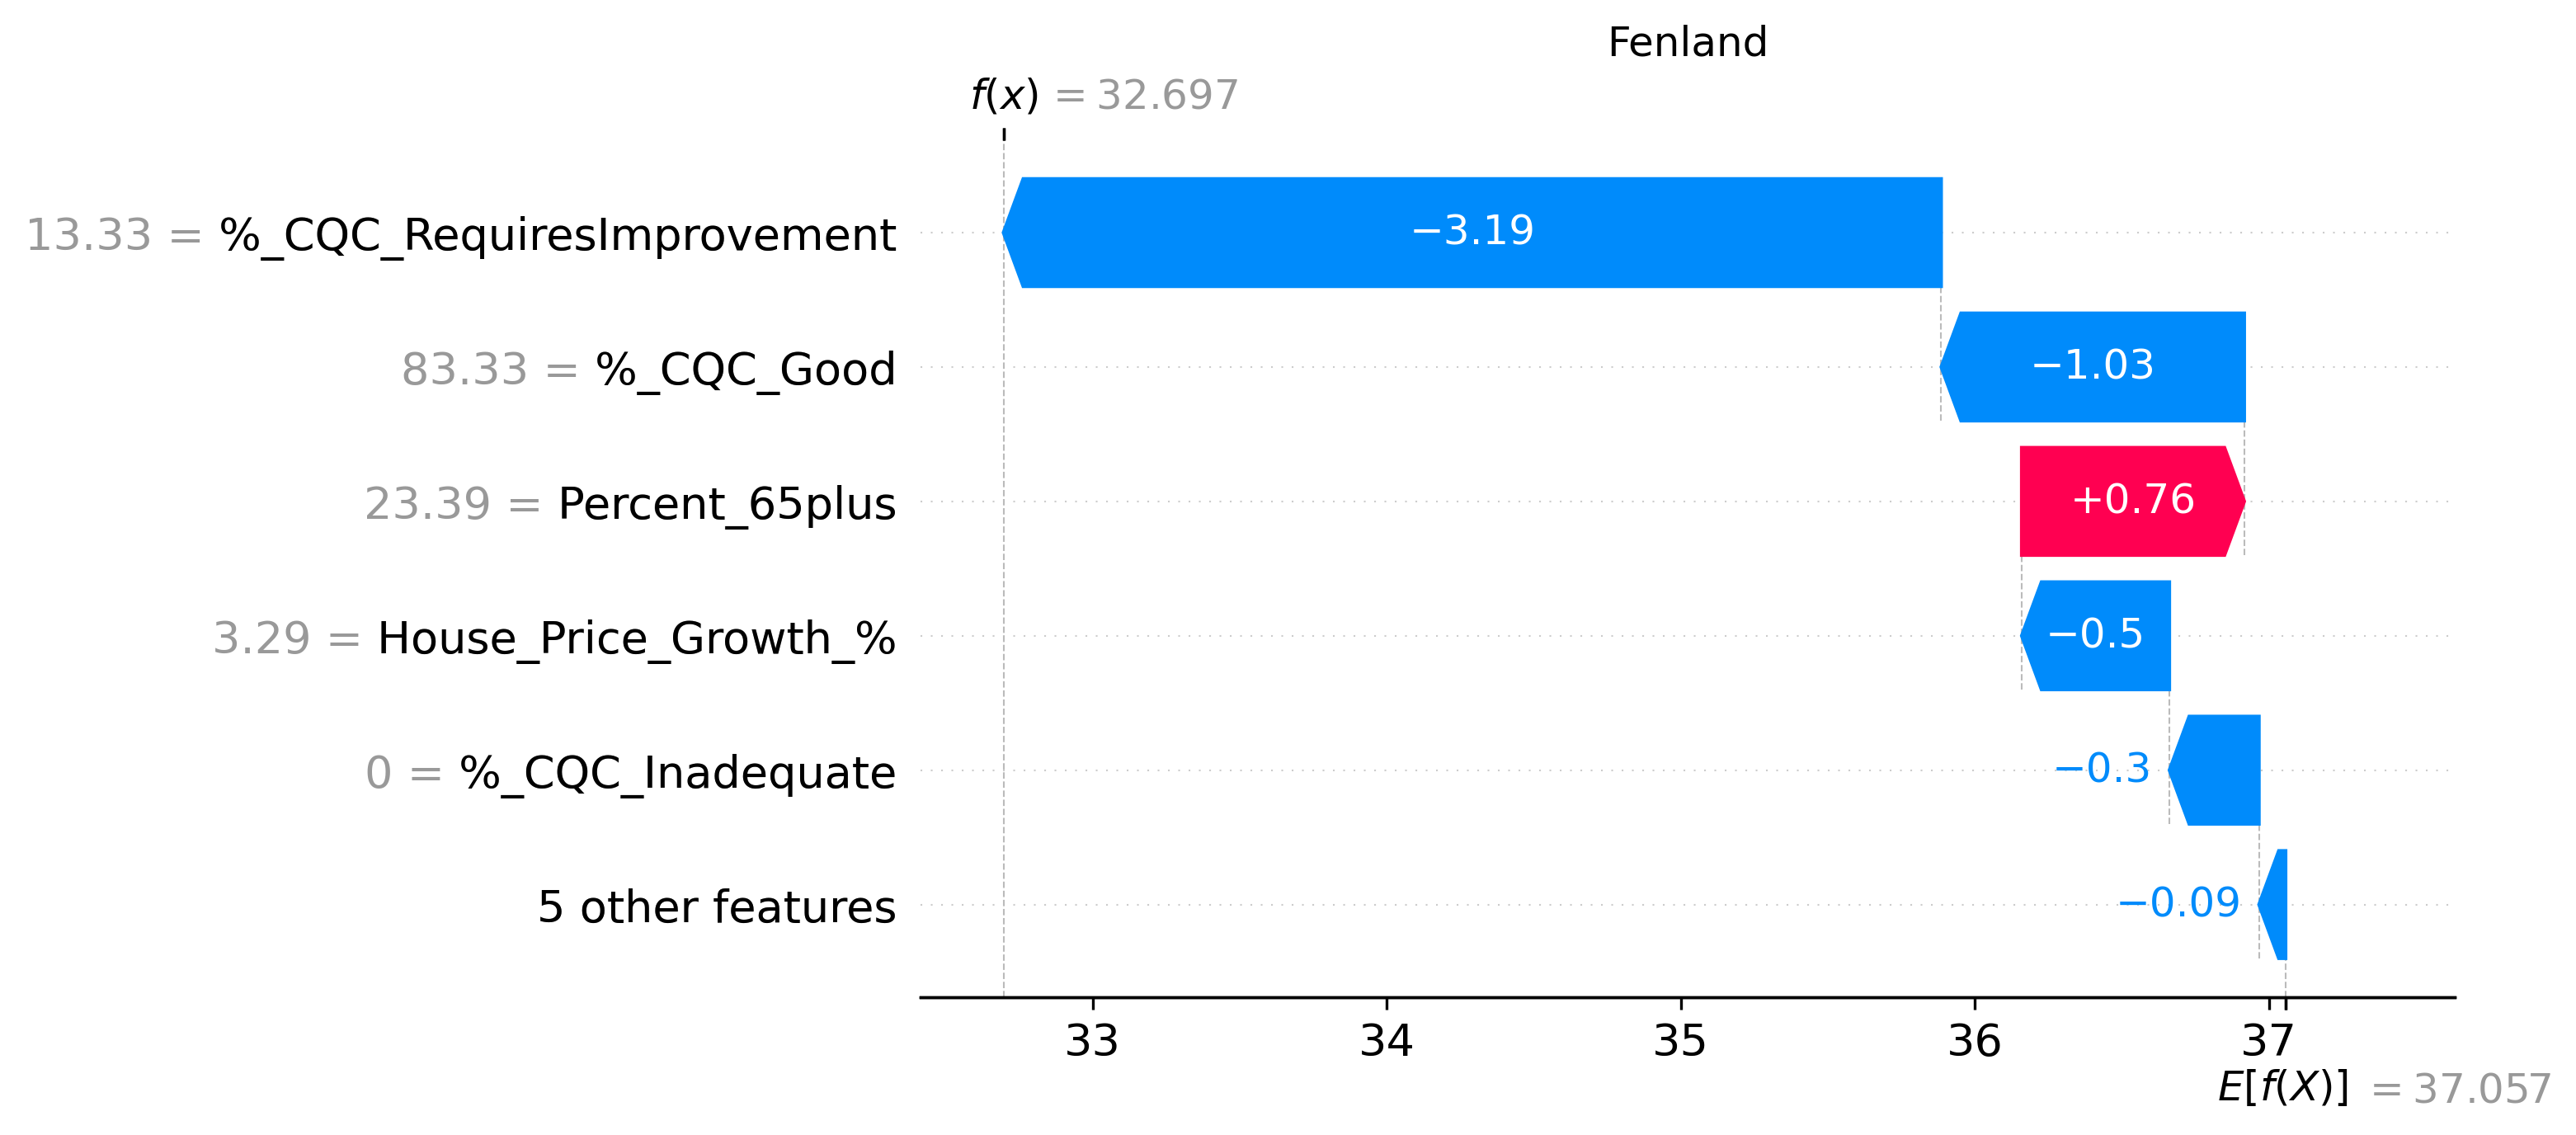 Fenland
f(x) = 32.697
13.33 = %_CQC_RequiresImprovement
−3.19
83.33 = %_CQC_Good
−1.03
23.39 = Percent_65plus
+0.76
3.29 = House_Price_Growth_%
−0.5
0 = %_CQC_Inadequate
−0.3
5 other features
−0.09
33 34 35 36 37
E[f(X)] = 37.057